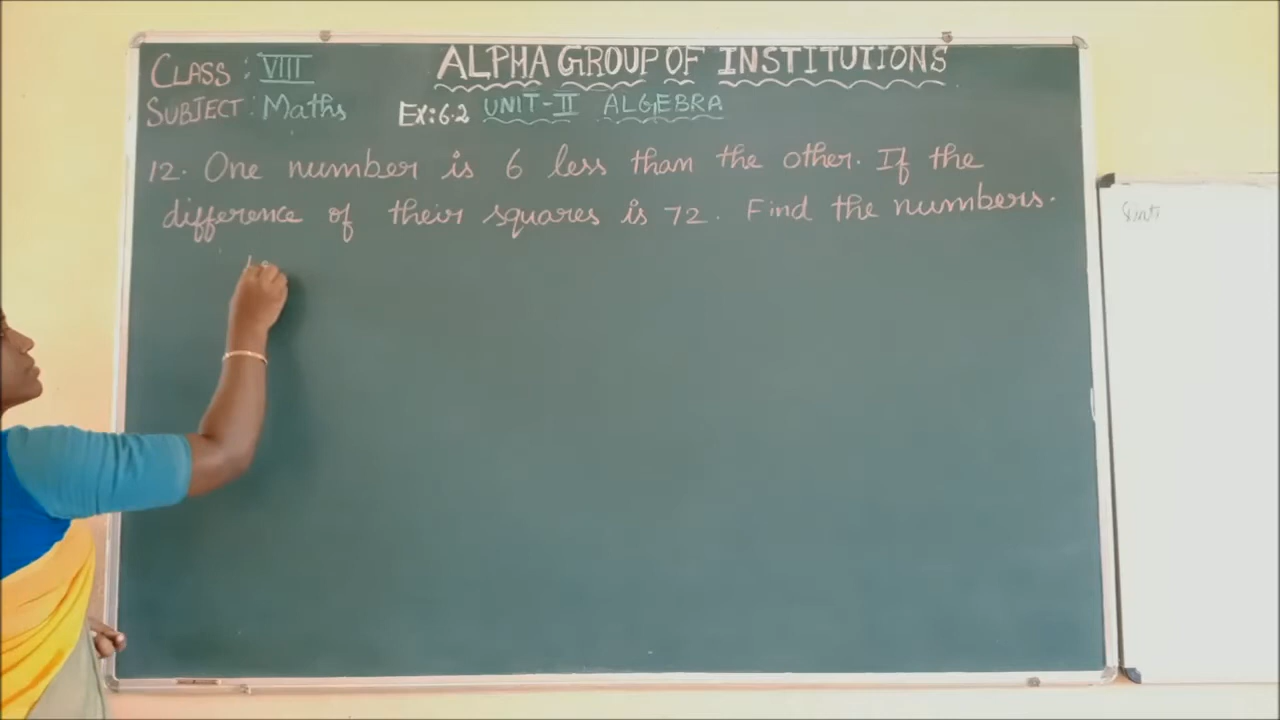 ALPHA GROUP OF INSTITUTIONS
CLASS : VIII
SUBJECT : Maths
Ex: 6.2 UNIT-II ALGEBRA
12. One number is 6 less than the other. If the
difference of their squares is 72. Find the numbers.